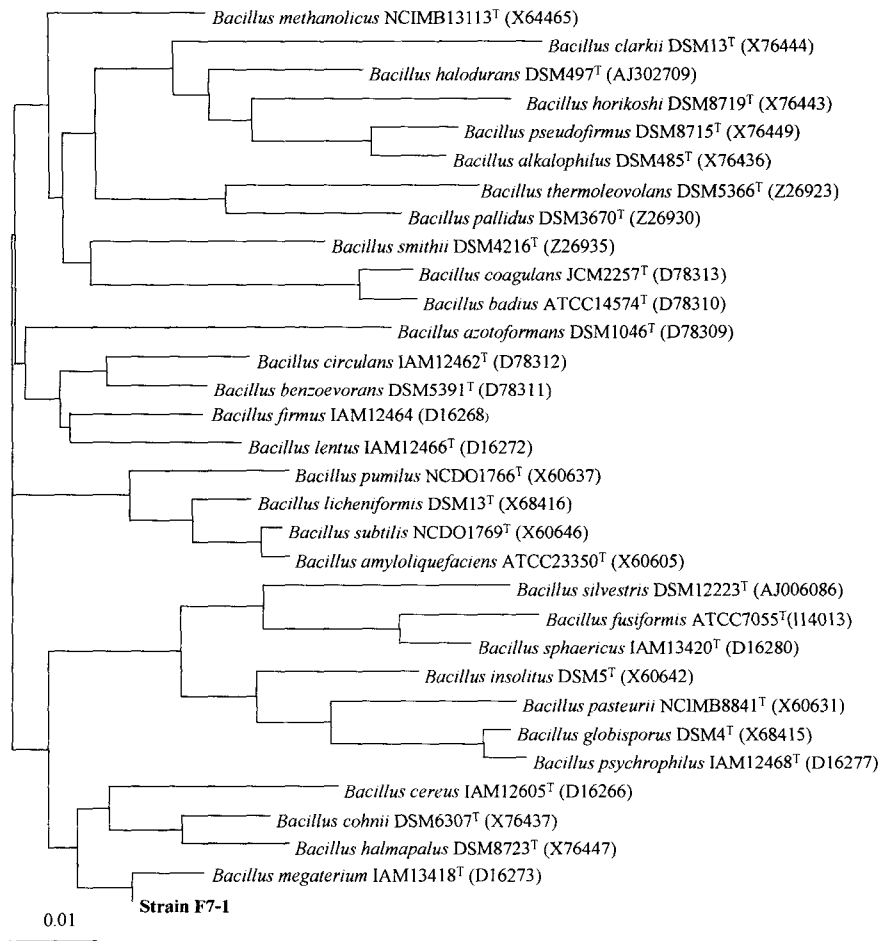 Bacillus methanolicus NCIMB13113ᵀ (X64465)
Bacillus clarkii DSM13ᵀ (X76444)
Bacillus halodurans DSM497ᵀ (AJ302709)
Bacillus horikoshi DSM8719ᵀ (X76443)
Bacillus pseudofirmus DSM8715ᵀ (X76449)
Bacillus alkalophilus DSM485ᵀ (X76436)
Bacillus thermoleovolans DSM5366ᵀ (Z26923)
Bacillus pallidus DSM3670ᵀ (Z26930)
Bacillus smithii DSM4216ᵀ (Z26935)
Bacillus coagulans JCM2257ᵀ (D78313)
Bacillus badius ATCC14574ᵀ (D78310)
Bacillus azotoformans DSM1046ᵀ (D78309)
Bacillus circulans IAM12462ᵀ (D78312)
Bacillus benzoevorans DSM5391ᵀ (D78311)
Bacillus firmus IAM12464 (D16268)
Bacillus lentus IAM12466ᵀ (D16272)
Bacillus pumilus NCDO1766ᵀ (X60637)
Bacillus licheniformis DSM13ᵀ (X68416)
Bacillus subtilis NCDO1769ᵀ (X60646)
Bacillus amyloliquefaciens ATCC23350ᵀ (X60605)
Bacillus silvestris DSM12223ᵀ (AJ006086)
Bacillus fusiformis ATCC7055ᵀ(l14013)
Bacillus sphaericus IAM13420ᵀ (D16280)
Bacillus insolitus DSM5ᵀ (X60642)
Bacillus pasteurii NCIMB8841ᵀ (X60631)
Bacillus globisporus DSM4ᵀ (X68415)
Bacillus psychrophilus IAM12468ᵀ (D16277)
Bacillus cereus IAM12605ᵀ (D16266)
Bacillus cohnii DSM6307ᵀ (X76437)
Bacillus halmapalus DSM8723ᵀ (X76447)
Bacillus megaterium IAM13418ᵀ (D16273)
Strain F7-1
0.01